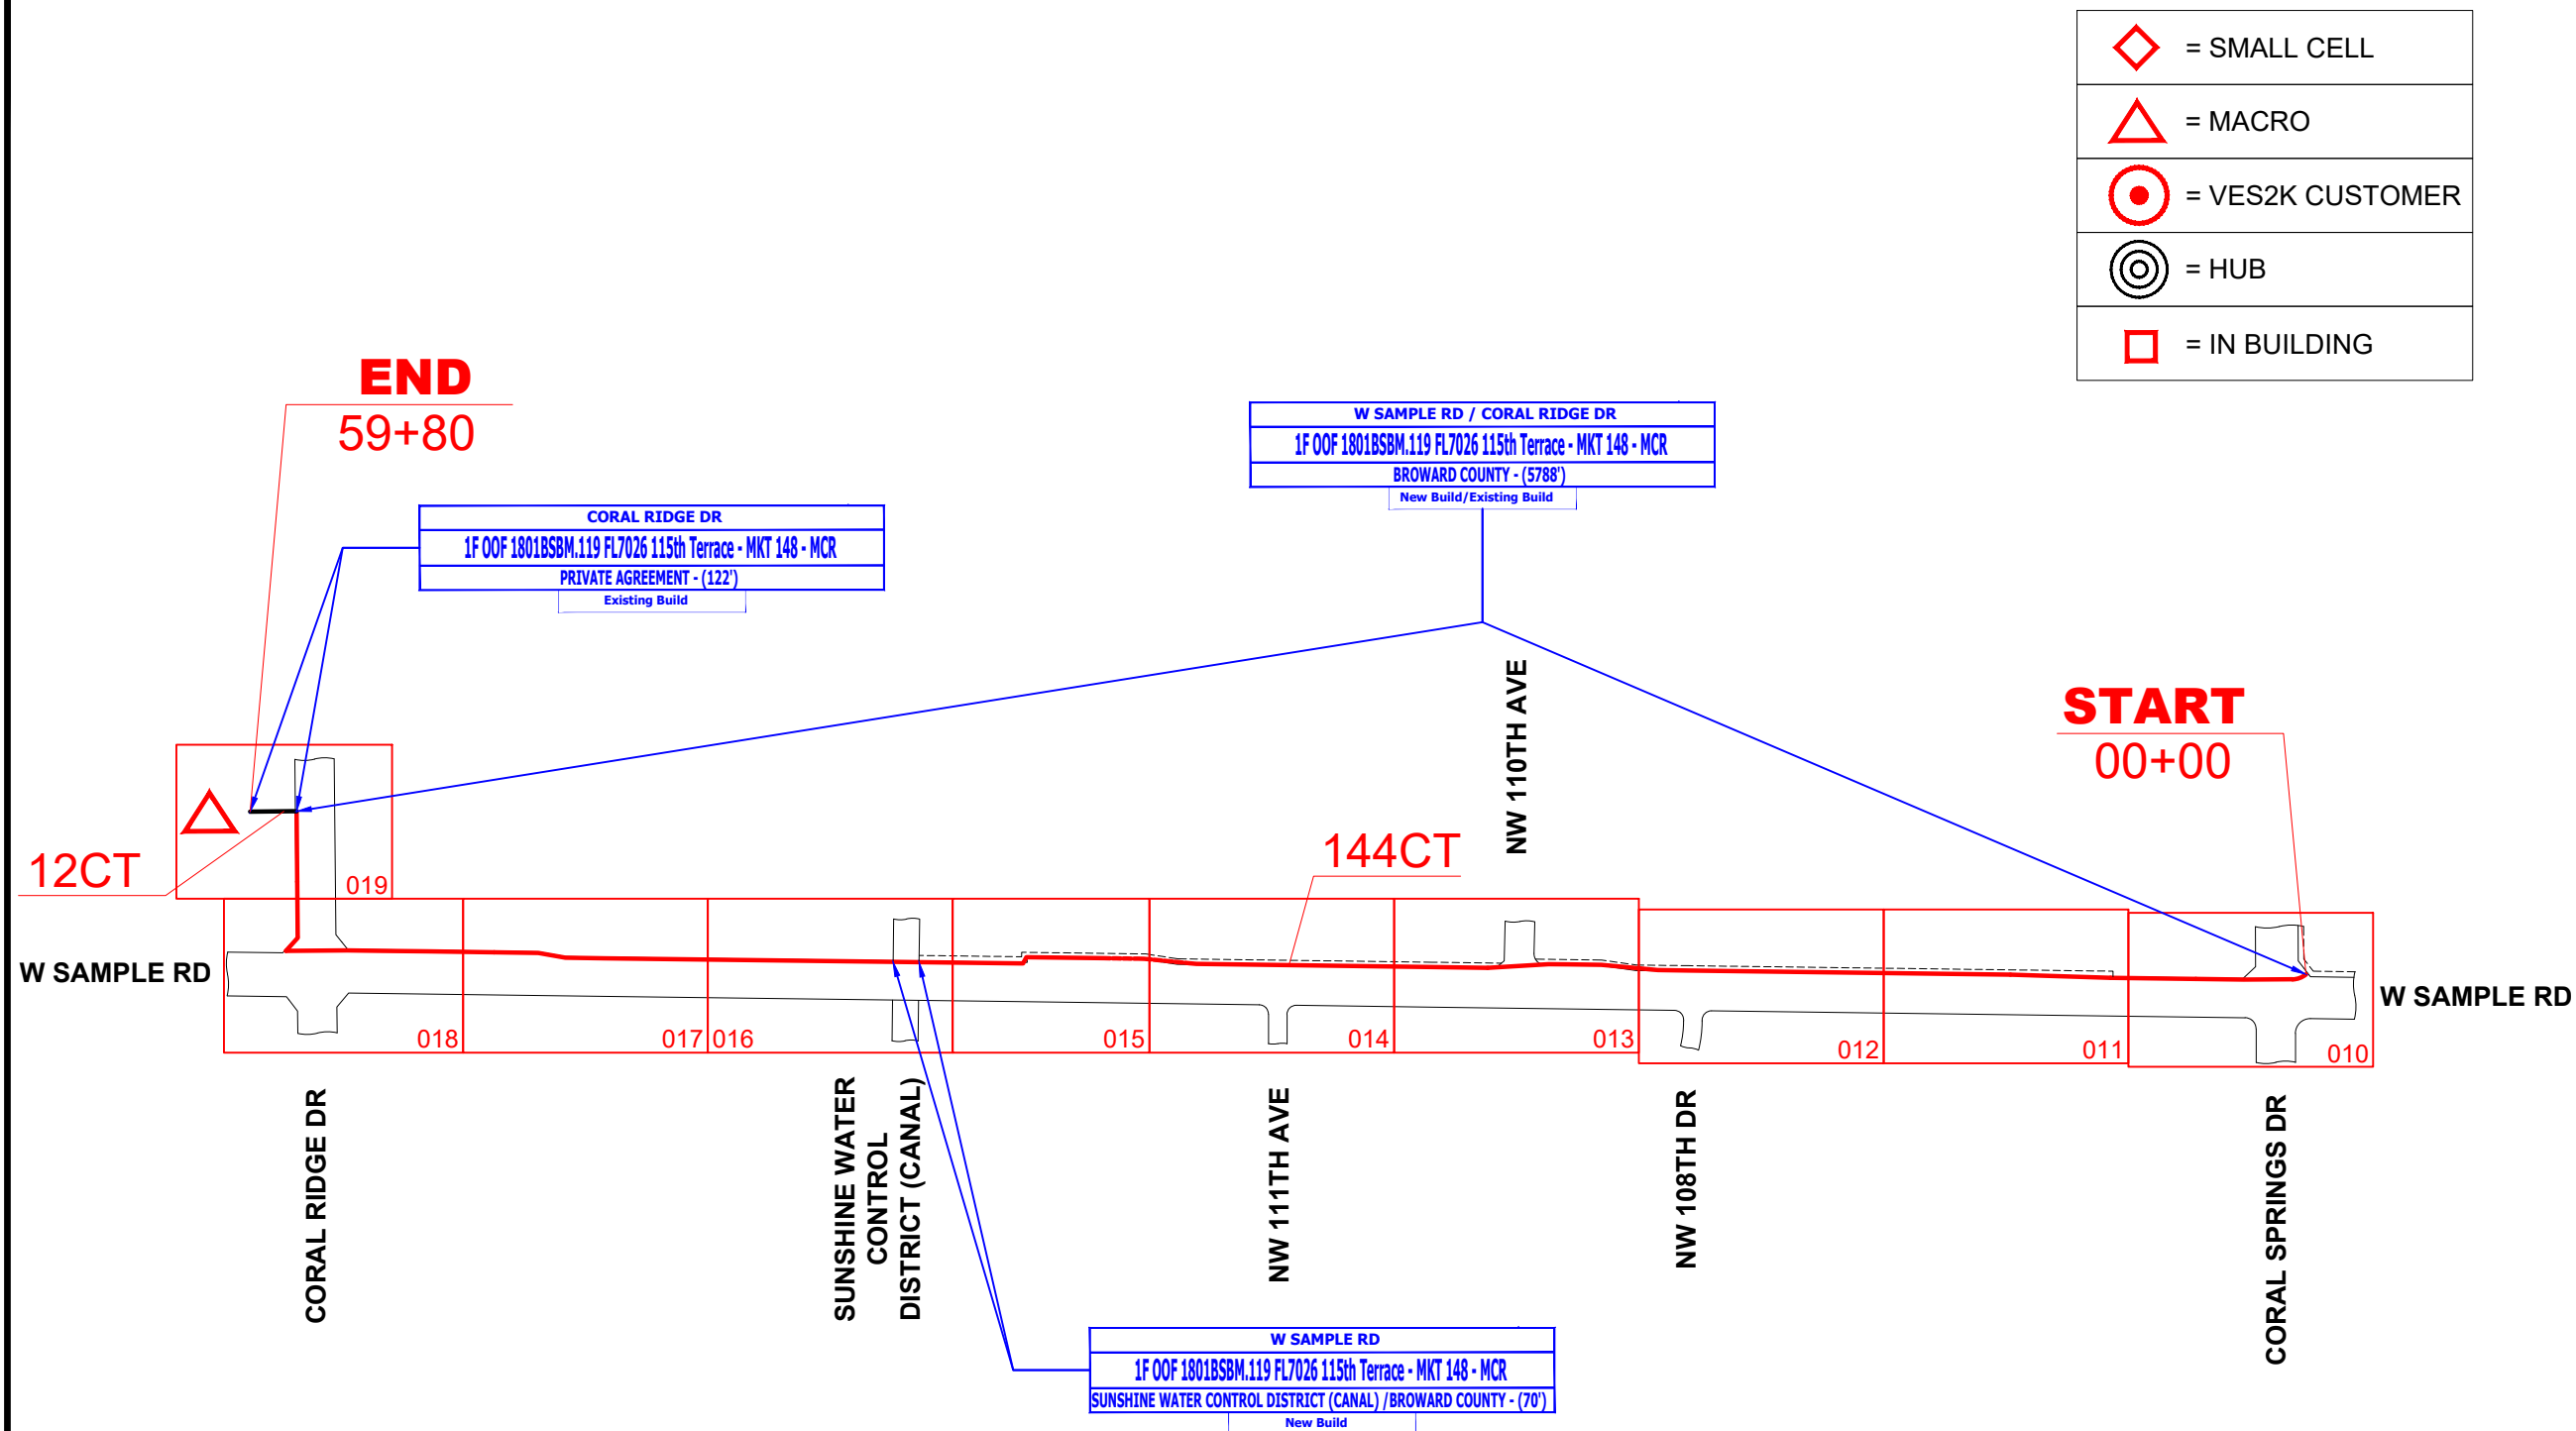 = SMALL CELL
= MACRO
= VES2K CUSTOMER
= HUB
= IN BUILDING
END
59+80
W SAMPLE RD / CORAL RIDGE DR
1F OOF 1801BSBM.119 FL7026 115th Terrace - MKT 148 - MCR
BROWARD COUNTY - (5788')
New Build/Existing Build
CORAL RIDGE DR
1F OOF 1801BSBM.119 FL7026 115th Terrace - MKT 148 - MCR
PRIVATE AGREEMENT - (122')
Existing Build
NW 110TH AVE
START
00+00
12CT
144CT
019
W SAMPLE RD
W SAMPLE RD
018
017
016
015
014
013
012
011
010
CORAL RIDGE DR
SUNSHINE WATER
CONTROL
DISTRICT (CANAL)
NW 111TH AVE
NW 108TH DR
CORAL SPRINGS DR
W SAMPLE RD
1F OOF 1801BSBM.119 FL7026 115th Terrace - MKT 148 - MCR
SUNSHINE WATER CONTROL DISTRICT (CANAL) /BROWARD COUNTY - (70')
New Build